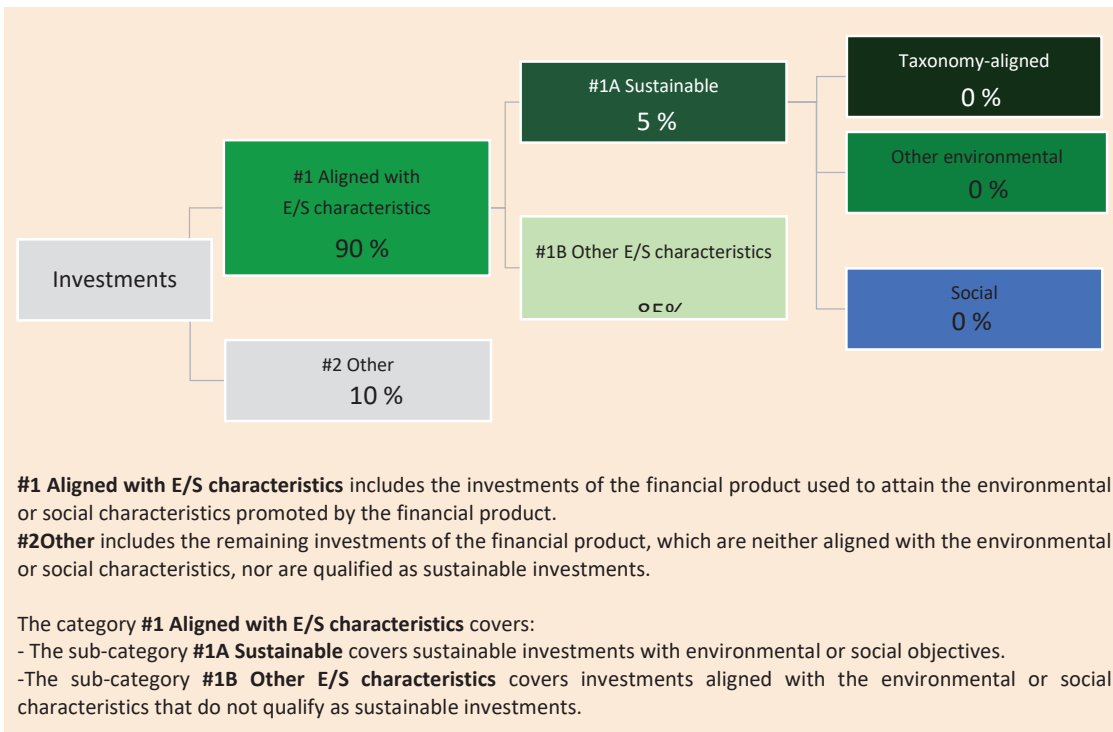 Taxonomy-aligned
0 %
#1A Sustainable
5 %
Other environmental
0 %
#1 Aligned with
E/S characteristics
90 %
#1B Other E/S characteristics
Investments
Social
0 %
#2 Other
10 %
#1 Aligned with E/S characteristics includes the investments of the financial product used to attain the environmental
or social characteristics promoted by the financial product.
#2Other includes the remaining investments of the financial product, which are neither aligned with the environmental
or social characteristics, nor are qualified as sustainable investments.
The category #1 Aligned with E/S characteristics covers:
- The sub-category #1A Sustainable covers sustainable investments with environmental or social objectives.
-The sub-category #1B Other E/S characteristics covers investments aligned with the environmental or social
characteristics that do not qualify as sustainable investments.